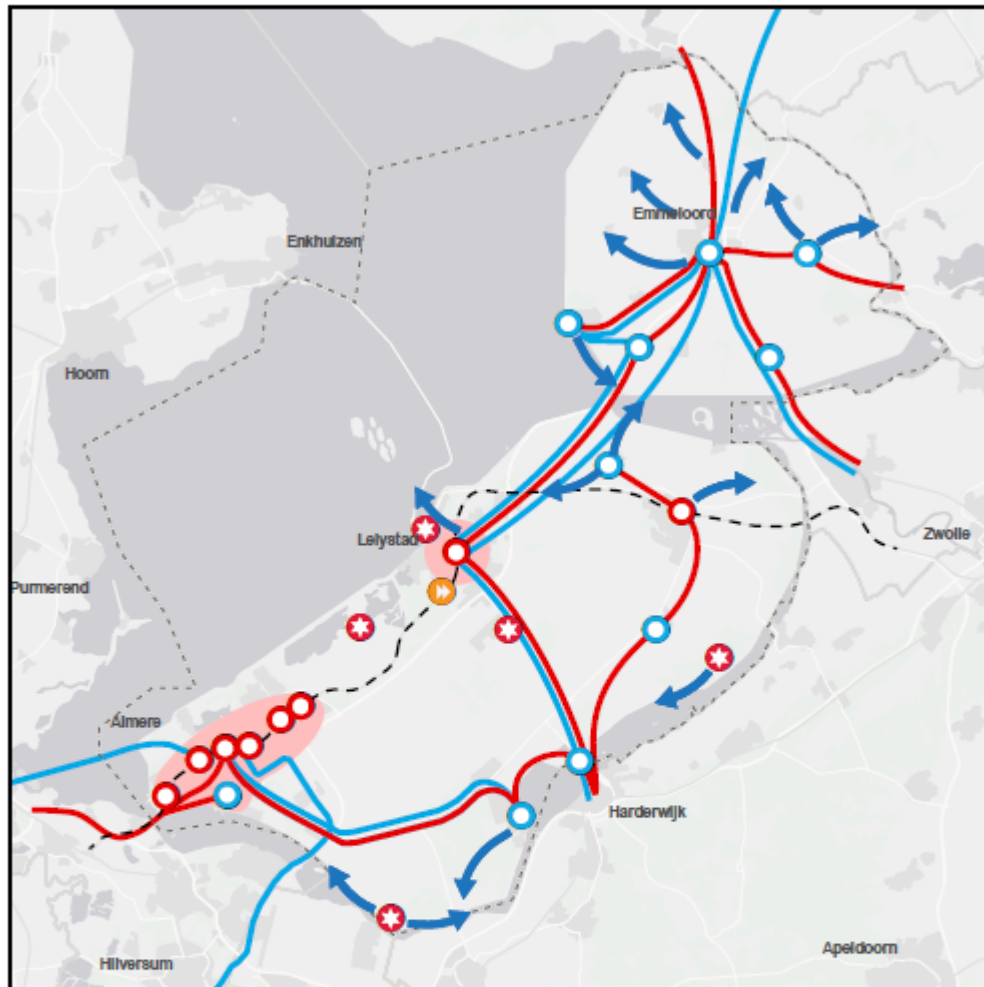 Emmeloord
Enkhuizen
Hoorn
Lelystad
Zwolle
Purmerend
Almere
Harderwijk
Apeldoorn
Hilversum